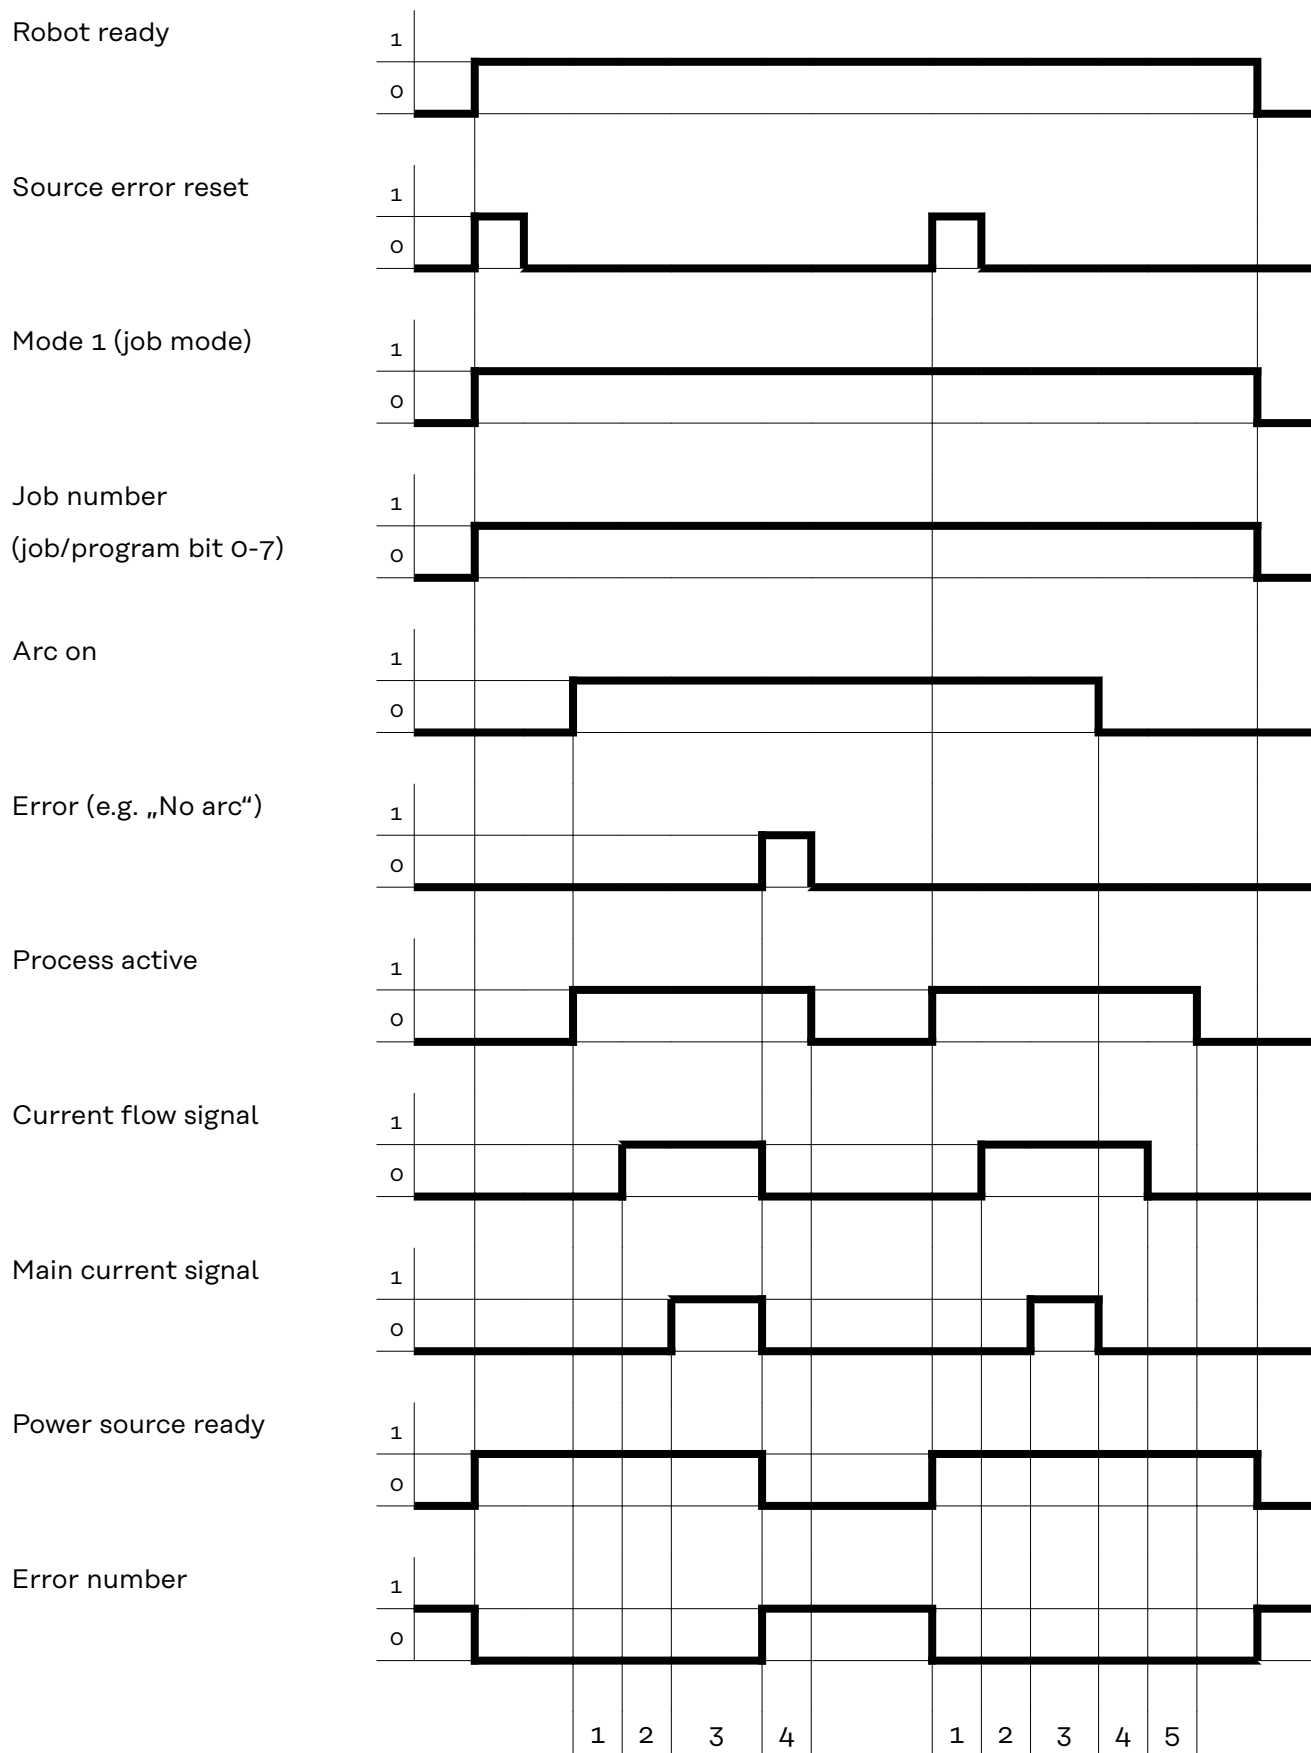 Robot ready
1
0
Source error reset
1
0
Mode 1 (job mode)
1
0
Job number
1
(job/program bit 0-7)
0
Arc on
1
0
Error (e.g. „No arc“)
1
0
Process active
1
0
Current flow signal
1
0
Main current signal
1
0
Power source ready
1
0
Error number
1
0
1 2 3 4 1 2 3 4 5